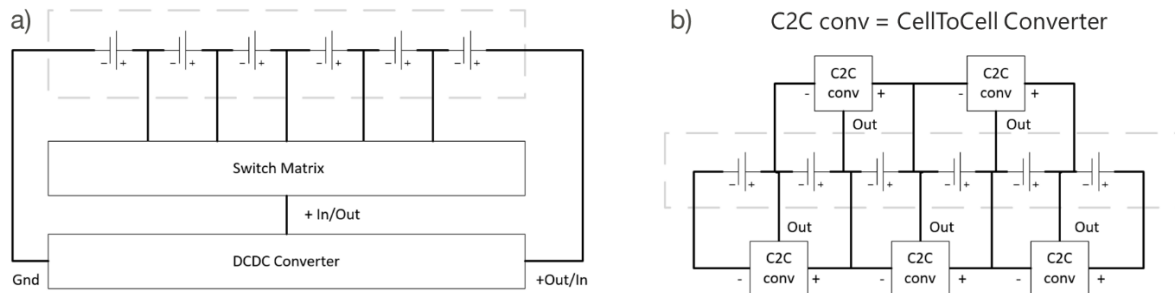 a)
- + - + - + - + - + - +
Switch Matrix
+ In/Out
DCDC Converter
Gnd
+Out/In
b)
C2C conv = CellToCell Converter
C2C
conv
- +
Out
C2C
conv
- +
Out
- + - + - + - + - + - +
Out
C2C
conv
- +
Out
C2C
conv
- +
Out
C2C
conv
- +